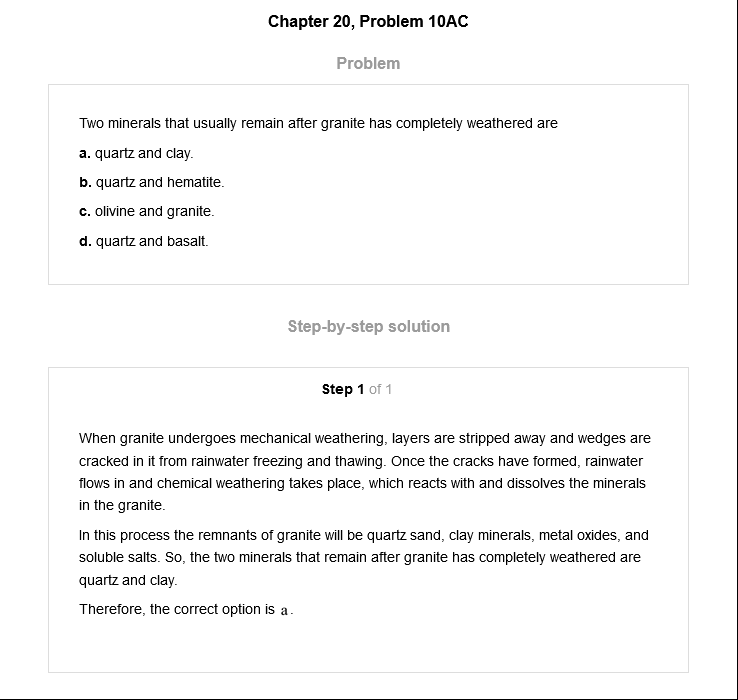 Chapter 20, Problem 10AC
Problem
Two minerals that usually remain after granite has completely weathered are
a. quartz and clay.
b. quartz and hematite.
c. olivine and granite.
d. quartz and basalt.
Step-by-step solution
Step 1 of 1
When granite undergoes mechanical weathering, layers are stripped away and wedges are
cracked in it from rainwater freezing and thawing. Once the cracks have formed, rainwater
flows in and chemical weathering takes place, which reacts with and dissolves the minerals
in the granite.
In this process the remnants of granite will be quartz sand, clay minerals, metal oxides, and
soluble salts. So, the two minerals that remain after granite has completely weathered are
quartz and clay.
Therefore, the correct option is a.